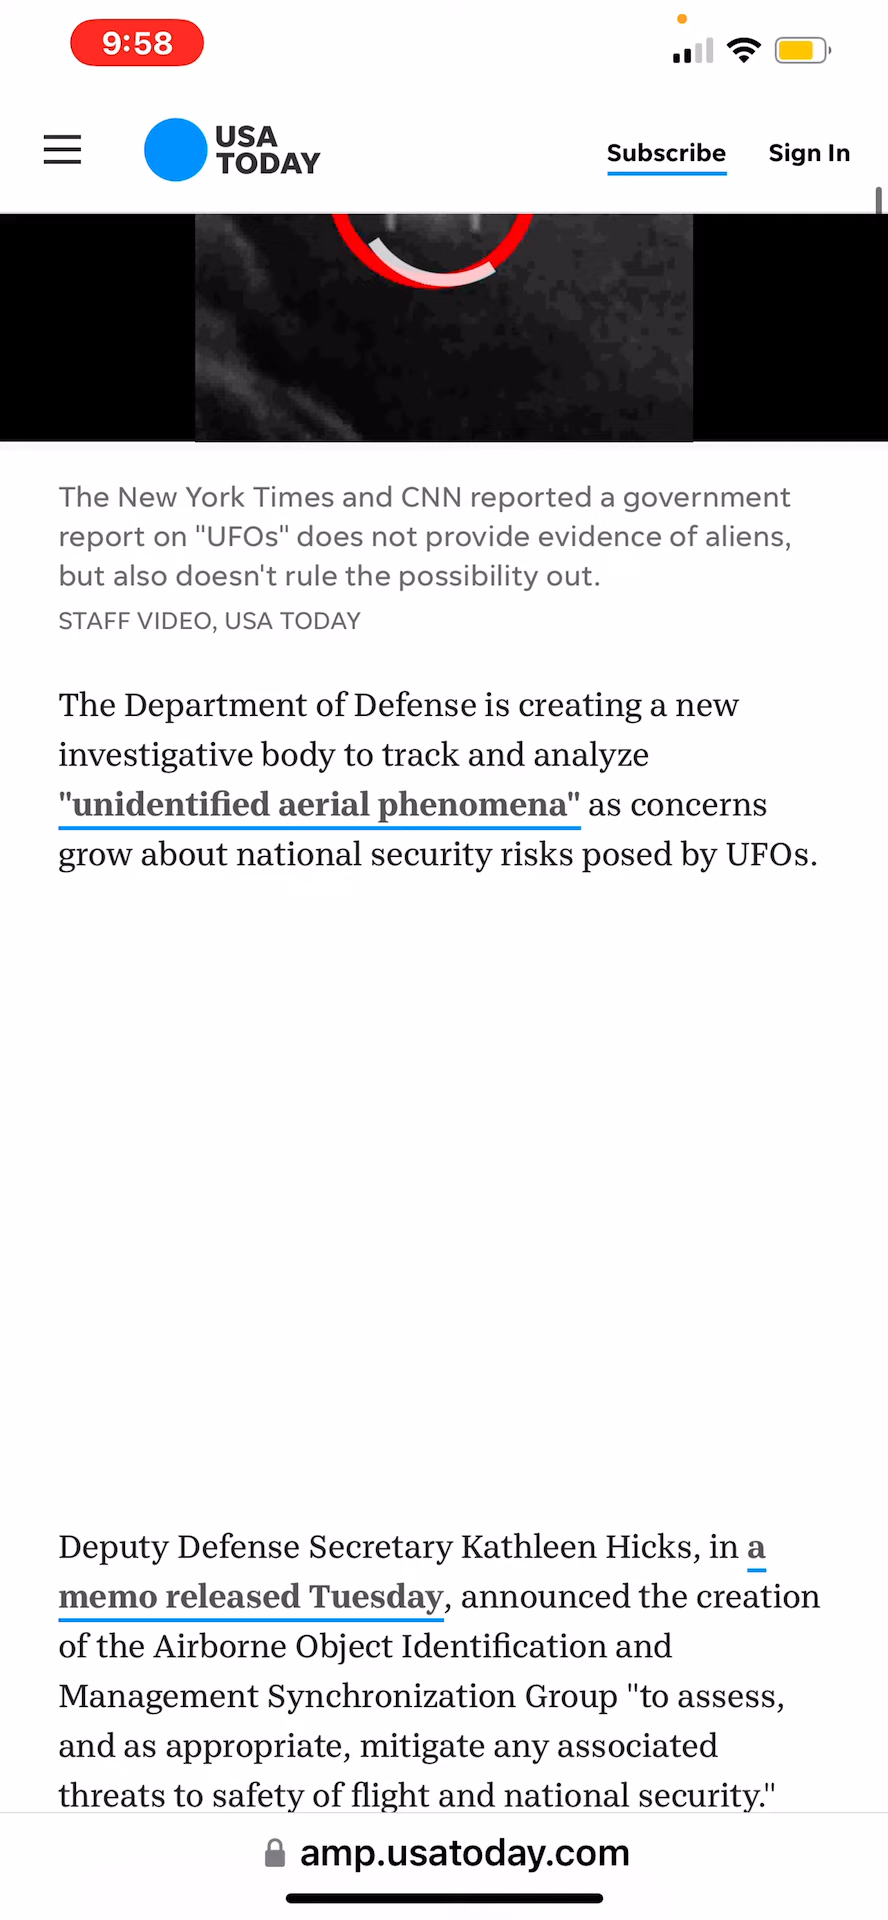 9:58
USA
TODAY
Subscribe
Sign In
The New York Times and CNN reported a government
report on "UFOs" does not provide evidence of aliens,
but also doesn't rule the possibility out.
STAFF VIDEO, USA TODAY
The Department of Defense is creating a new
investigative body to track and analyze
"unidentified aerial phenomena" as concerns
grow about national security risks posed by UFOs.
Deputy Defense Secretary Kathleen Hicks, in a
memo released Tuesday, announced the creation
of the Airborne Object Identification and
Management Synchronization Group "to assess,
and as appropriate, mitigate any associated
threats to safety of flight and national security."
amp.usatoday.com